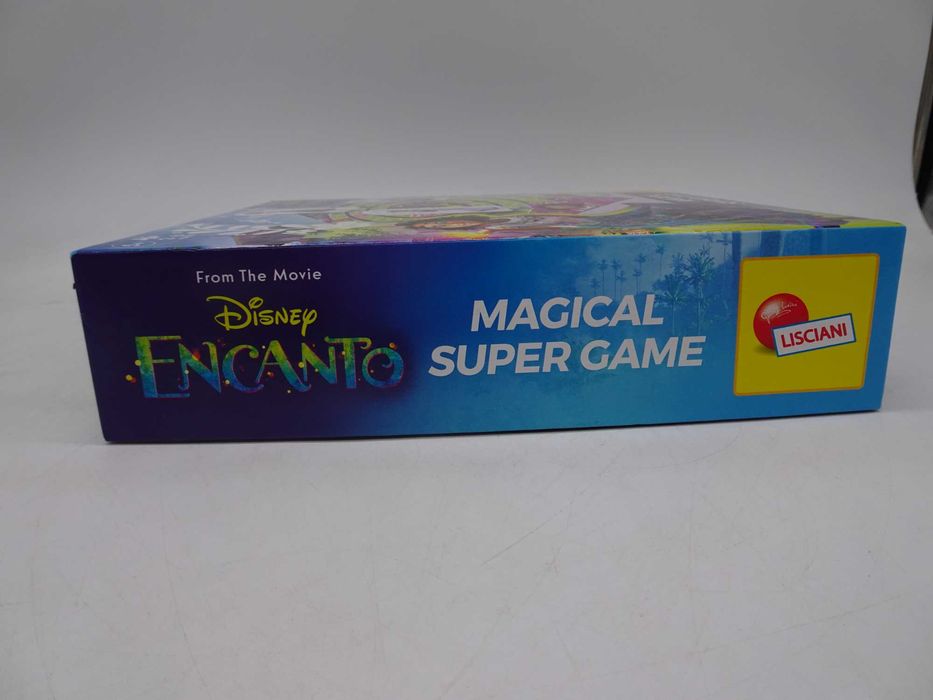 From The Movie
Disney
ENCANTO
MAGICAL
SUPER GAME
LISCIANI